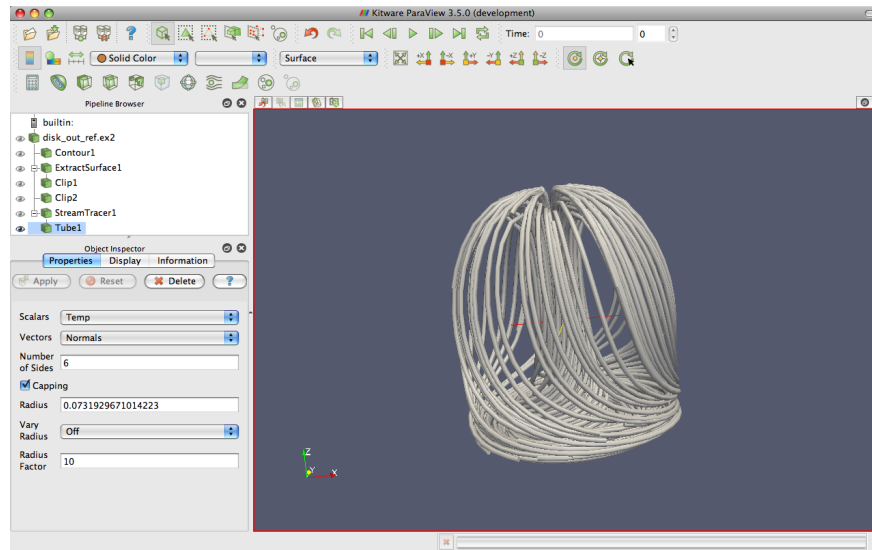 Kitware ParaView 3.5.0 (development)
? Time: 0 0
Solid Color Surface +X -X +Y -Y +Z -Z
Pipeline Browser
builtin:
disk_out_ref.ex2
Contour1
ExtractSurface1
Clip1
Clip2
StreamTracer1
Tube1
Object Inspector
Properties Display Information
Apply Reset Delete ?
Scalars Temp
Vectors Normals
Number
of Sides 6
Capping
Radius 0.0731929671014223
Vary
Radius Off
Radius
Factor 10
Z
Y X